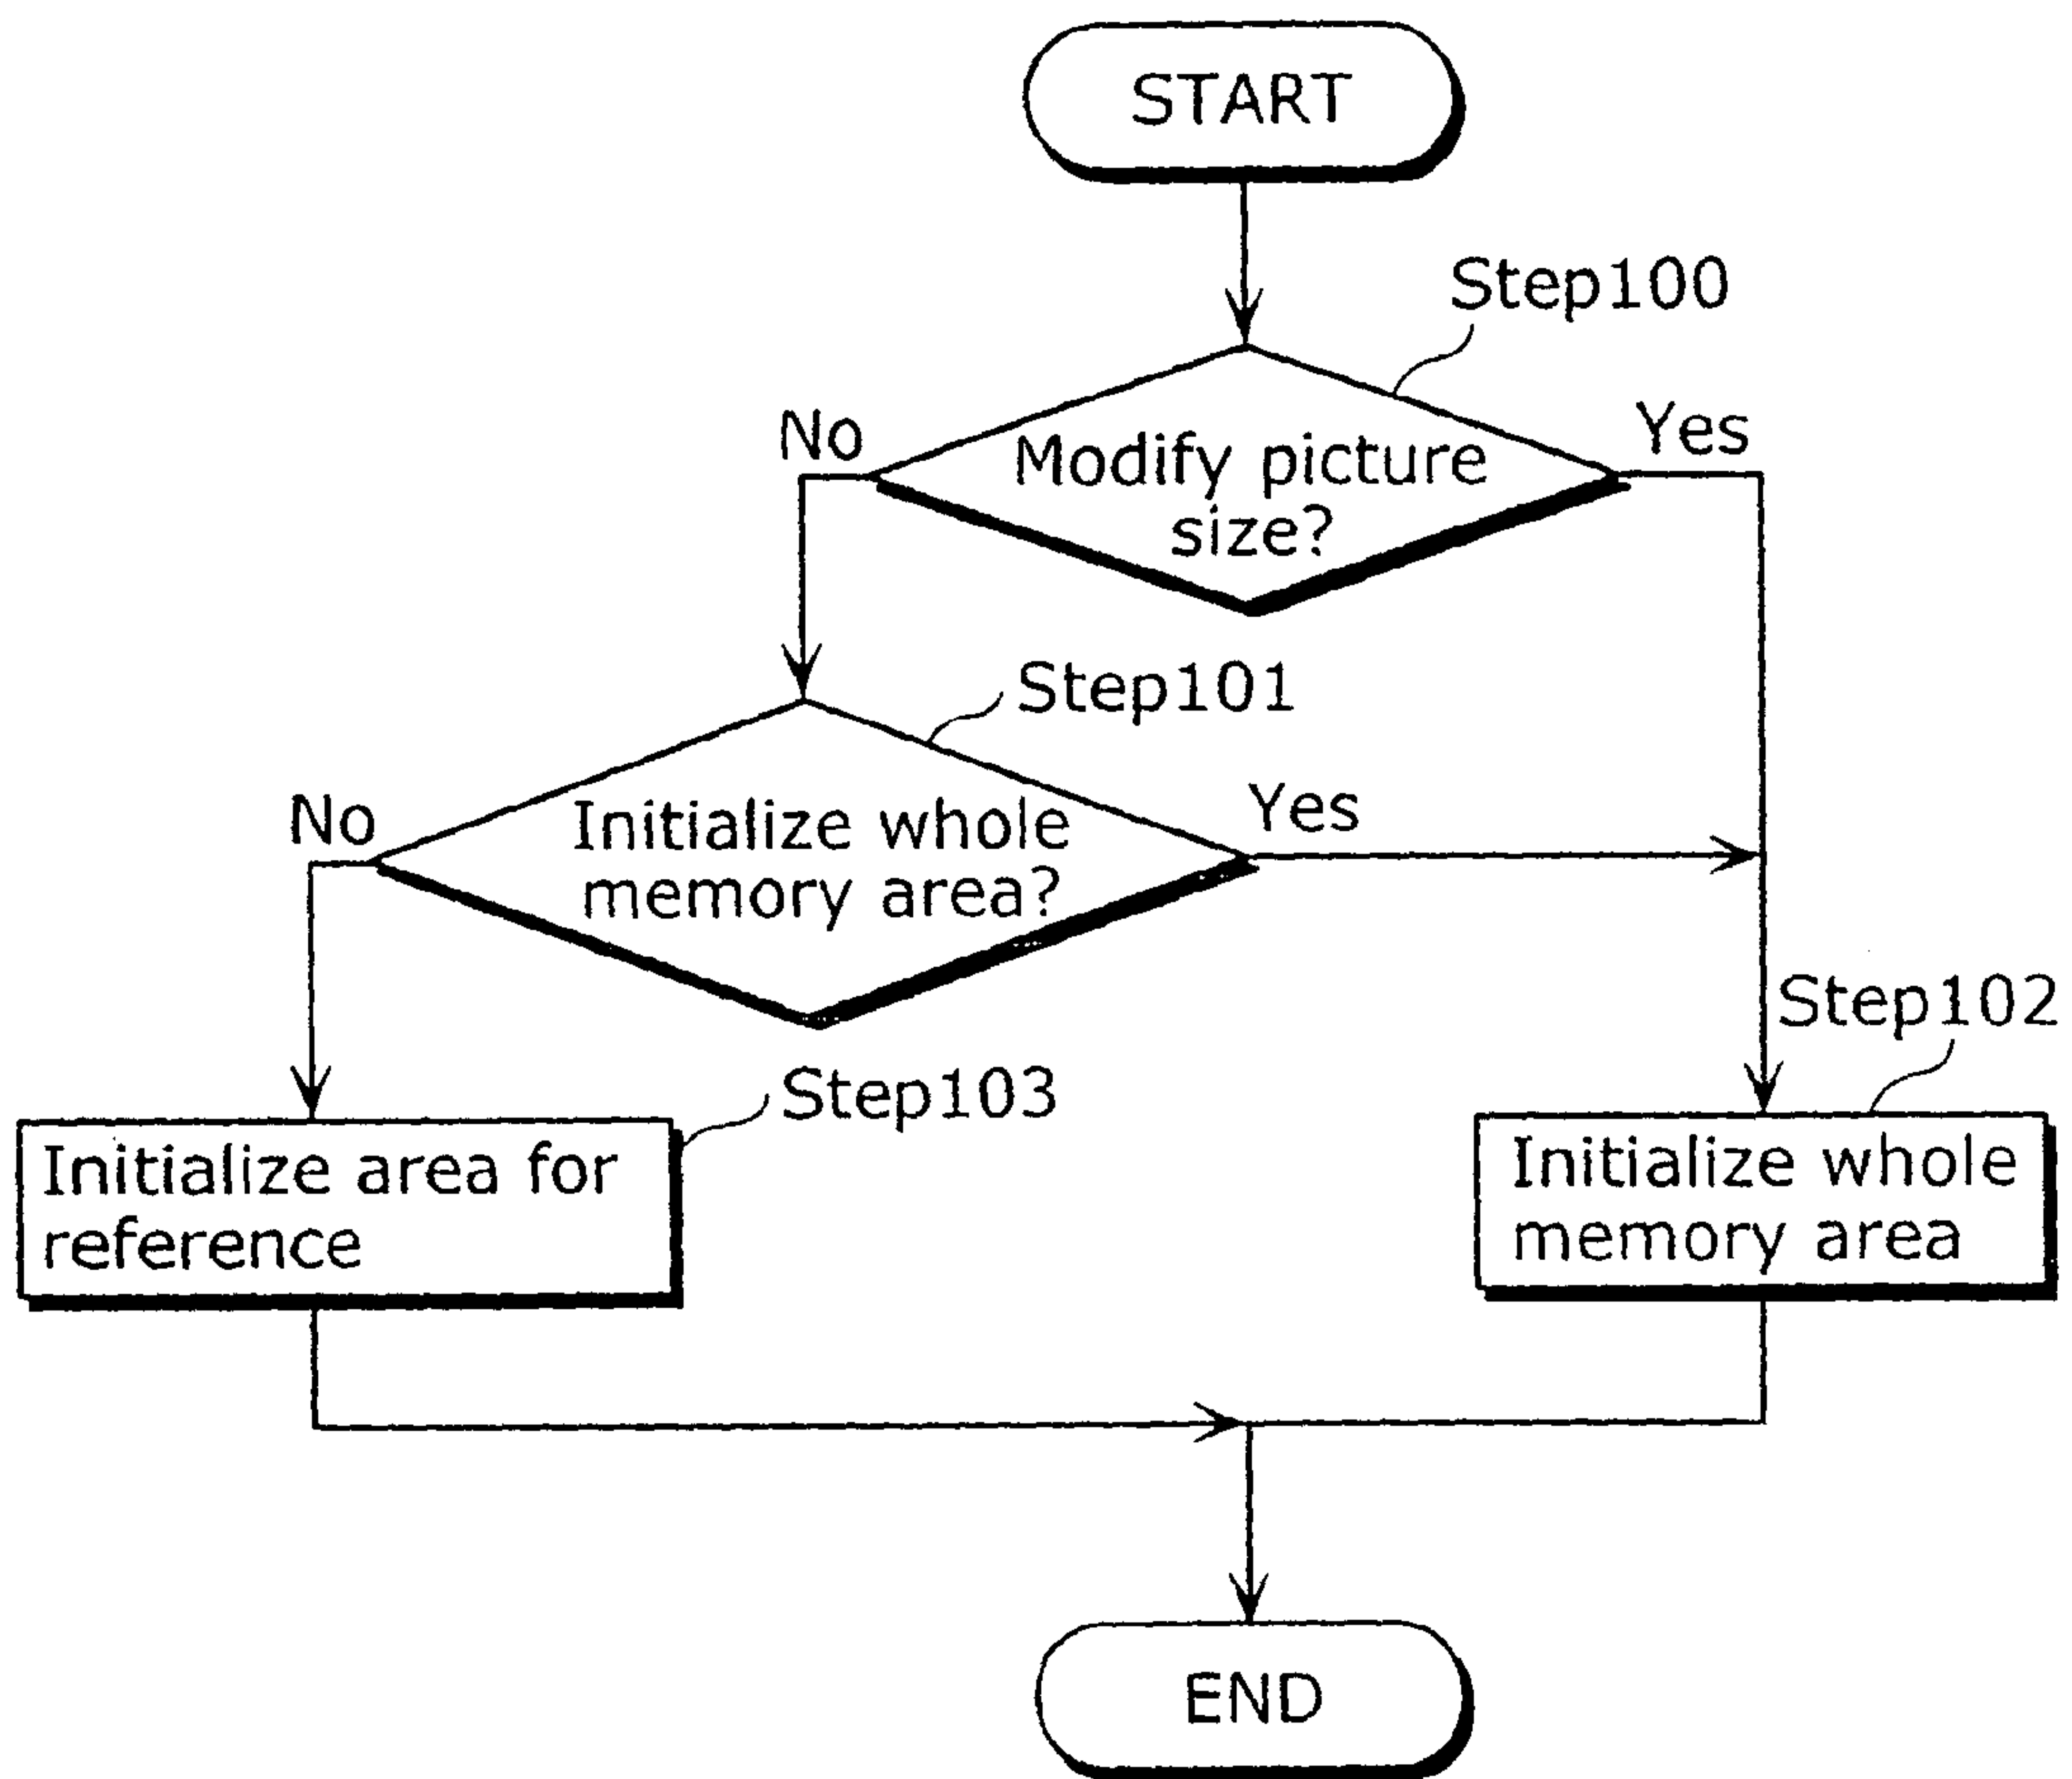 START
Step100
No
Yes
Modify picture
size?
Step101
No
Yes
Initialize whole
memory area?
Step102
Step103
Initialize area for
reference
Initialize whole
memory area
END